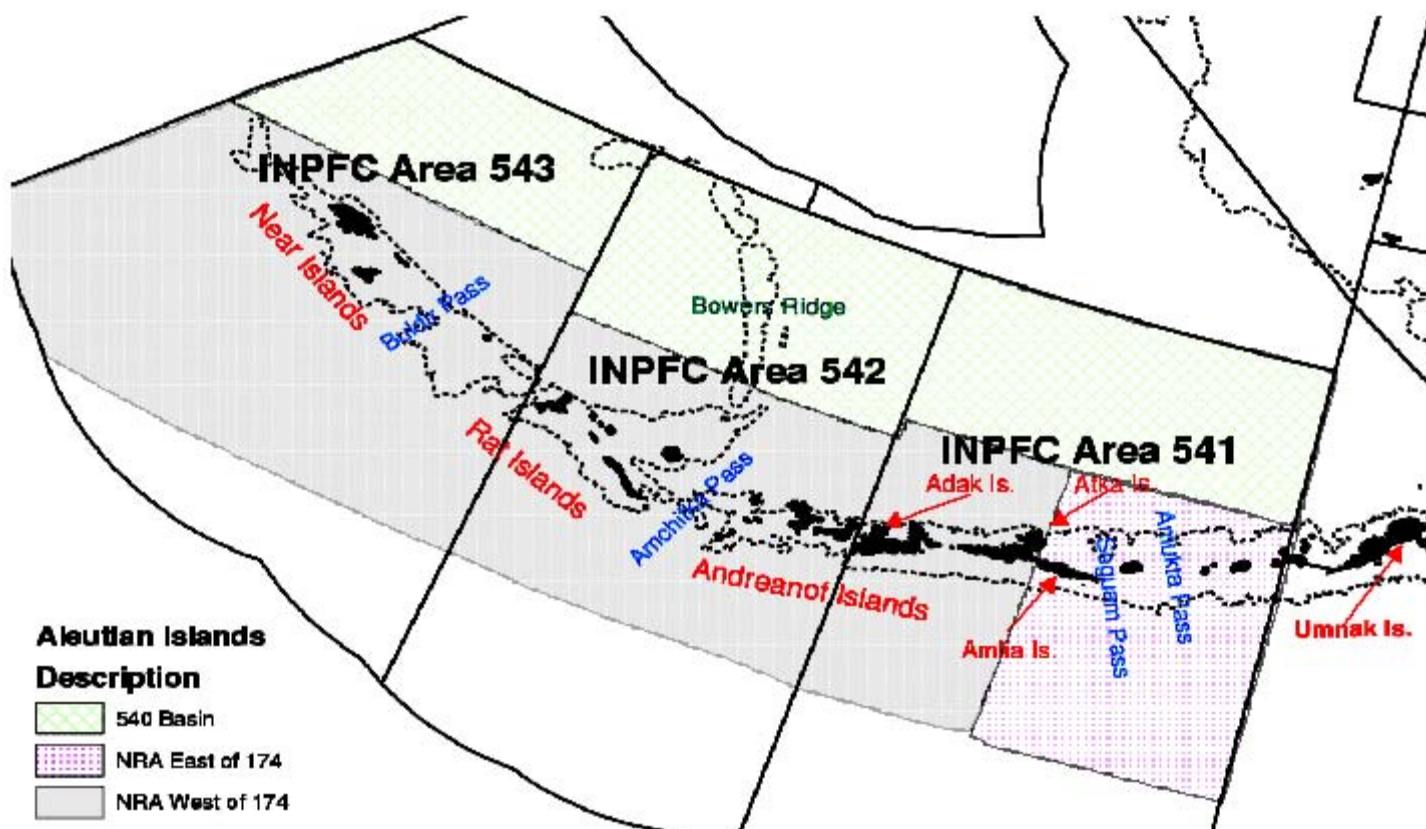 INPFC Area 543
Near Islands
Buldir Pass
Bowers Ridge
INPFC Area 542
Rat Islands
Amchitka Pass
INPFC Area 541
Adak Is.
Atka Is.
Andreanof Islands
Seguam Pass
Amukta Pass
Amlia Is.
Umnak Is.
Aleutian Islands
Description
540 Basin
NRA East of 174
NRA West of 174